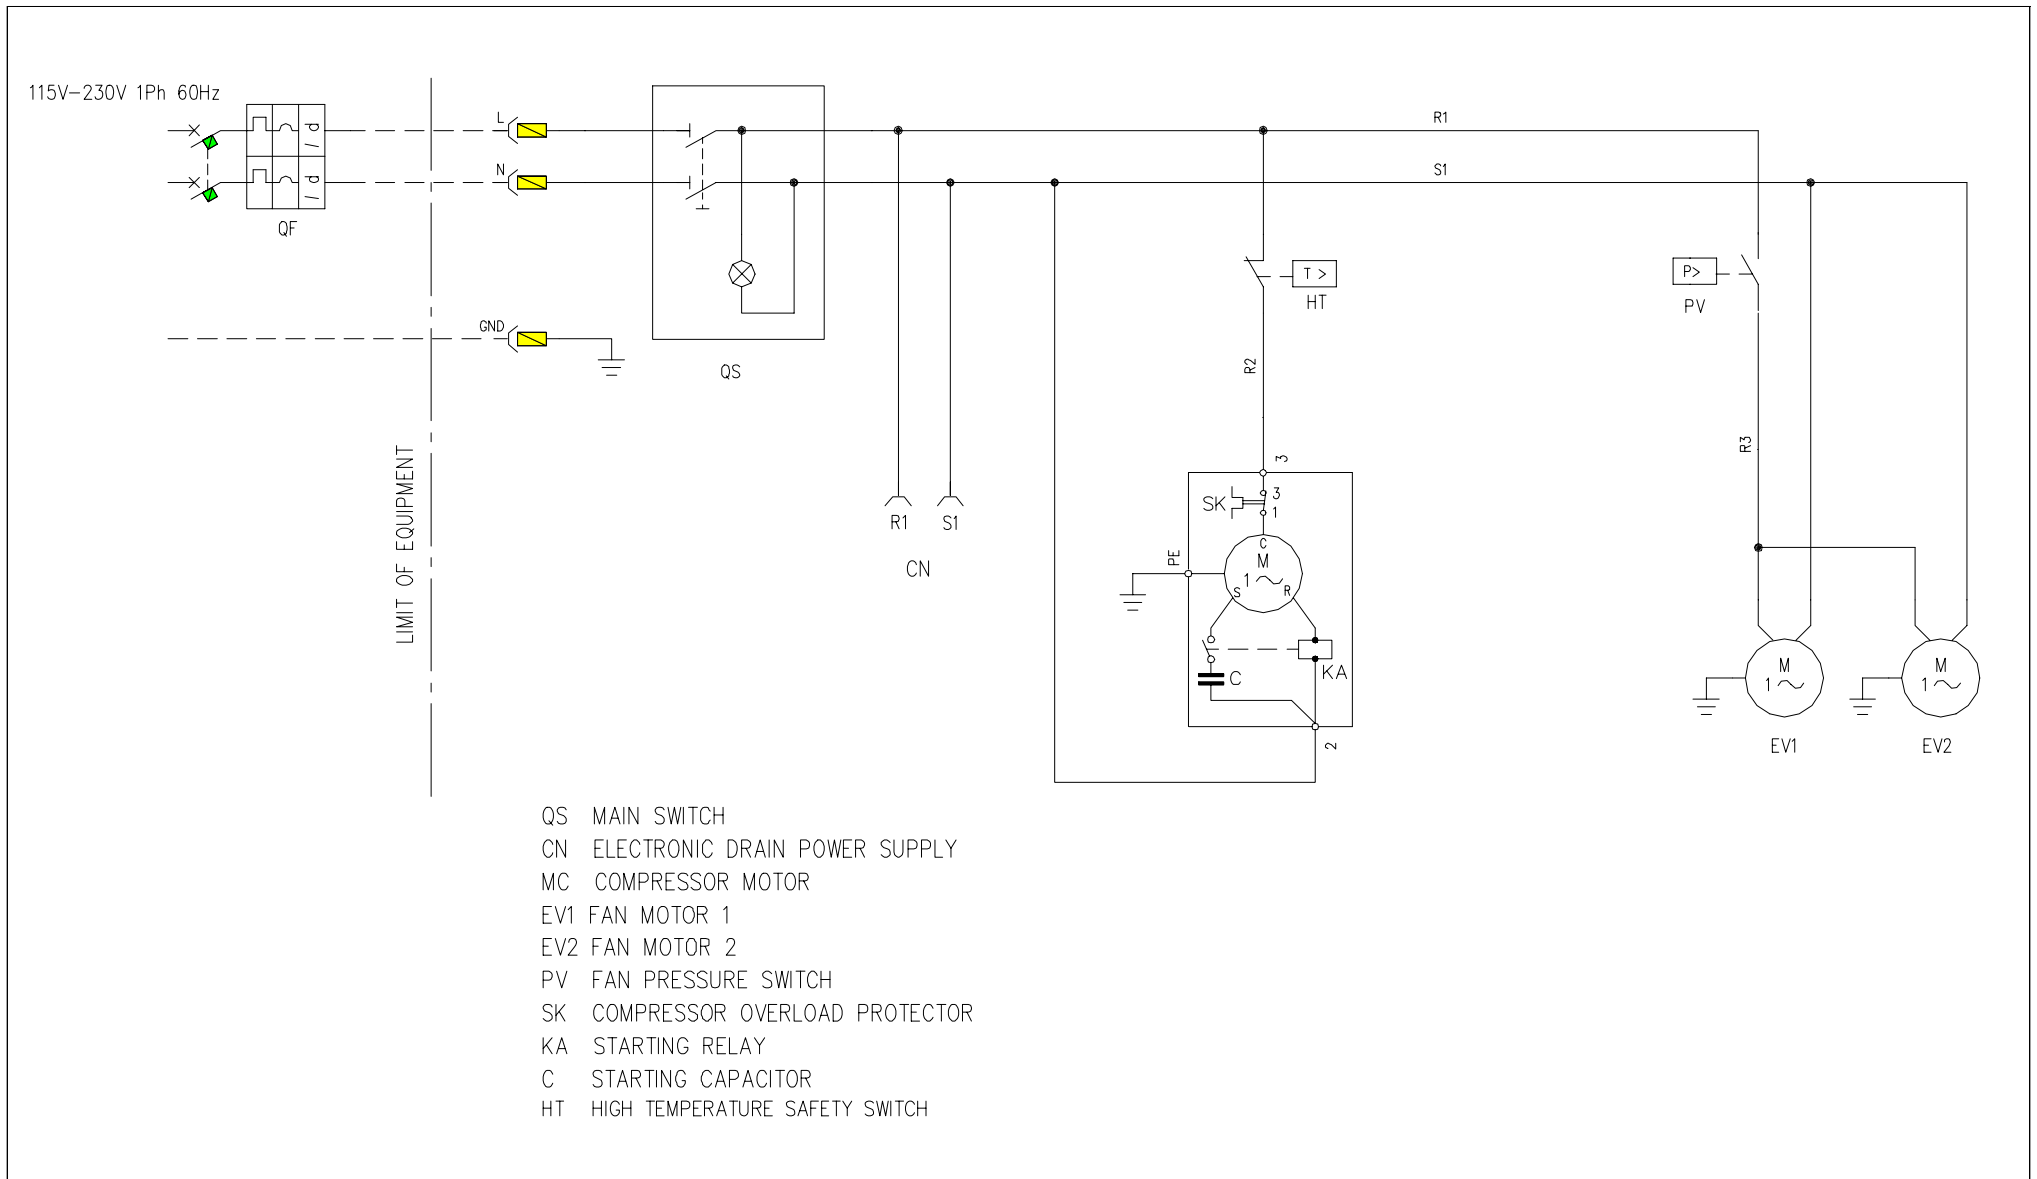 115V-230V 1Ph 60Hz
L
R1
I d
N
S1
I d
QF
T >
P>
HT
PV
GND
QS
R2
R3
LIMIT OF EQUIPMENT
3
SK
3
1
R1
S1
CN
PE
C
M
1
S
R
C
KA
M
1
M
1
2
EV1
EV2
QS MAIN SWITCH
CN ELECTRONIC DRAIN POWER SUPPLY
MC COMPRESSOR MOTOR
EV1 FAN MOTOR 1
EV2 FAN MOTOR 2
PV FAN PRESSURE SWITCH
SK COMPRESSOR OVERLOAD PROTECTOR
KA STARTING RELAY
C STARTING CAPACITOR
HT HIGH TEMPERATURE SAFETY SWITCH